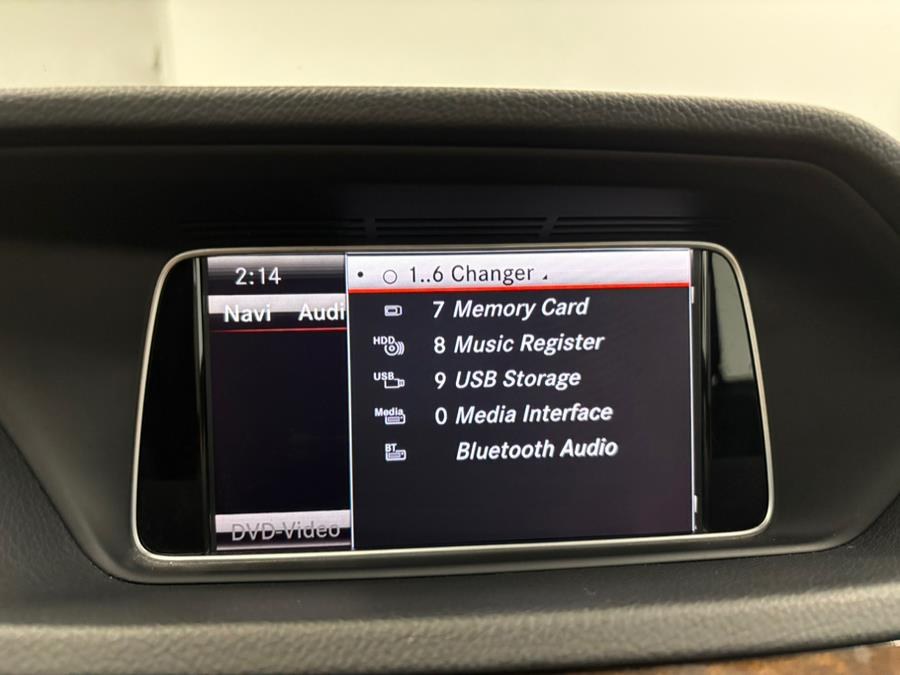 2:14
Navi Audi
DVD-Video
1..6 Changer
7 Memory Card
HDD 8 Music Register
USB 9 USB Storage
Media 0 Media Interface
BT Bluetooth Audio